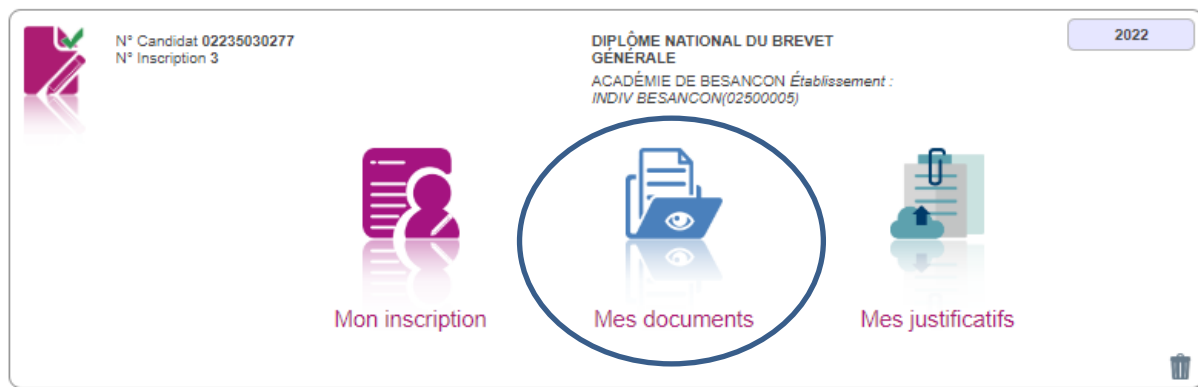 N° Candidat 02235030277
N° Inscription 3
DIPLÔME NATIONAL DU BREVET
GÉNÉRALE
ACADÉMIE DE BESANCON Établissement :
INDIV BESANCON(02500005)
2022
Mon inscription
Mes documents
Mes justificatifs